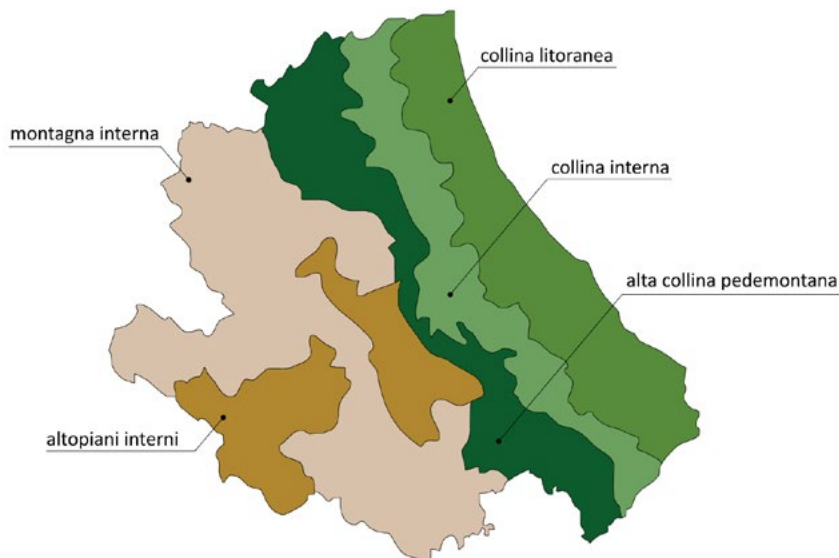 collina litoranea
montagna interna
collina interna
alta collina pedemontana
altopiani interni